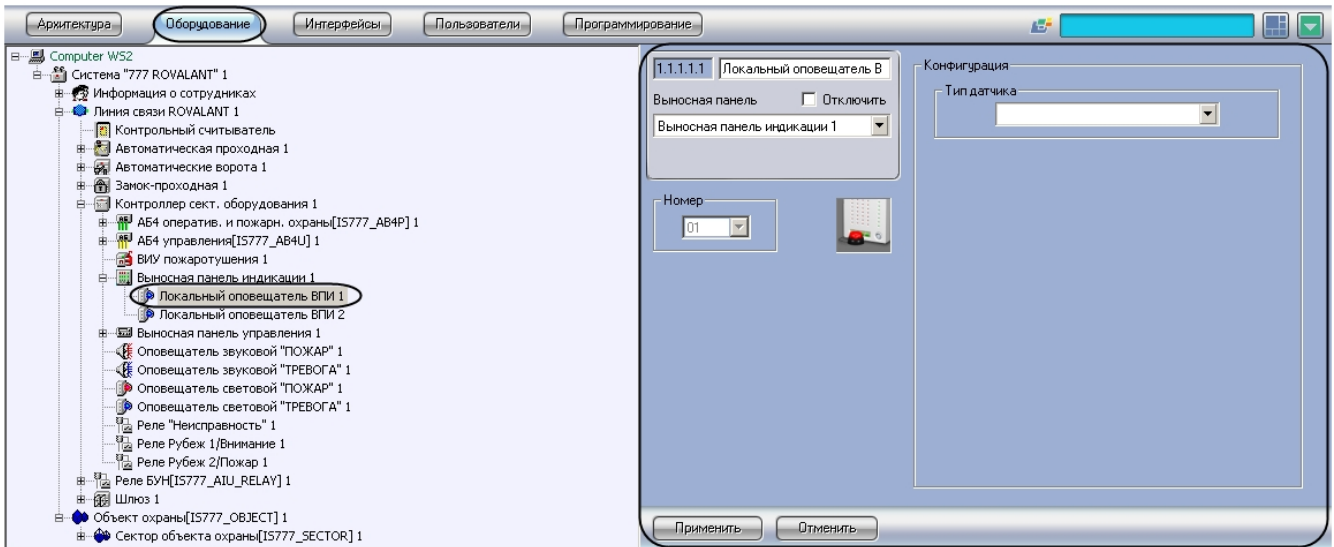 Архитектура Оборудование Интерфейсы Пользователи Программирование
Computer WS2
Система "777 ROVALANT" 1
Информация о сотрудниках
Линия связи ROVALANT 1
Контрольный считыватель
Автоматическая проходная 1
Автоматические ворота 1
Замок-проходная 1
Контроллер сект. оборудования 1
АБ4 оператив. и пожарн. охраны[IS777_AB4P] 1
АБ4 управления[IS777_AB4U] 1
ВИУ пожаротушения 1
Выносная панель индикации 1
Локальный оповещатель ВПИ 1
Локальный оповещатель ВПИ 2
Выносная панель управления 1
Оповещатель звуковой "ПОЖАР" 1
Оповещатель звуковой "ТРЕВОГА" 1
Оповещатель световой "ПОЖАР" 1
Оповещатель световой "ТРЕВОГА" 1
Реле "Неисправность" 1
Реле Рубеж 1/Внимание 1
Реле Рубеж 2/Пожар 1
Реле БУН[IS777_AIU_RELAY] 1
Шлюз 1
Объект охраны[IS777_OBJECT] 1
Сектор объекта охраны[IS777_SECTOR] 1
1.1.1.1.1 Локальный оповещатель В
Выносная панель Отключить
Выносная панель индикации 1
Номер
01
Конфигурация
Тип датчика
Применить Отменить